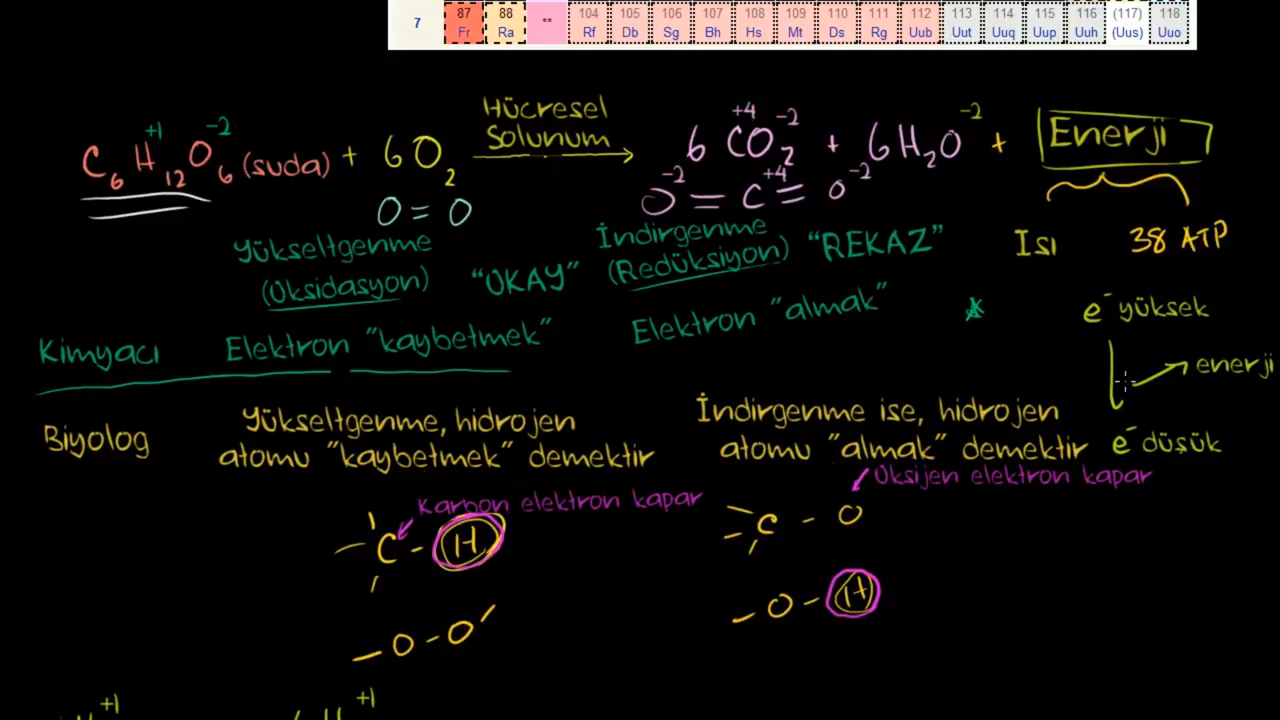 7 87 88 ** 104 105 106 107 108 109 110 111 112 113 114 115 116 (117) 118
Fr Ra Rf Db Sg Bh Hs Mt Ds Rg Uub Uut Uuq Uup Uuh (Uus) Uuo
Hücresel
Solunum
+1 -2 +4 -2 -2
C6H12O6 (suda) + 6O2 → 6CO2 + 6H2O + Enerji
O = O
-2 +4 -2
O = C = O
Yükseltgenme
(Oksidasyon) "OKAY"
İndirgenme
(Redüksiyon) "REKAZ"
Isı 38 ATP
Kimyacı Elektron "kaybetmek" Elektron "almak"
e⁻ yüksek
enerji
e⁻ düşük
Biyolog
Yükseltgenme, hidrojen
atomu "kaybetmek" demektir
İndirgenme ise, hidrojen
atomu "almak" demektir
Karbon elektron kapar
Oksijen elektron kapar
C - H
C - O
- O - O
- O - H
+1 +1